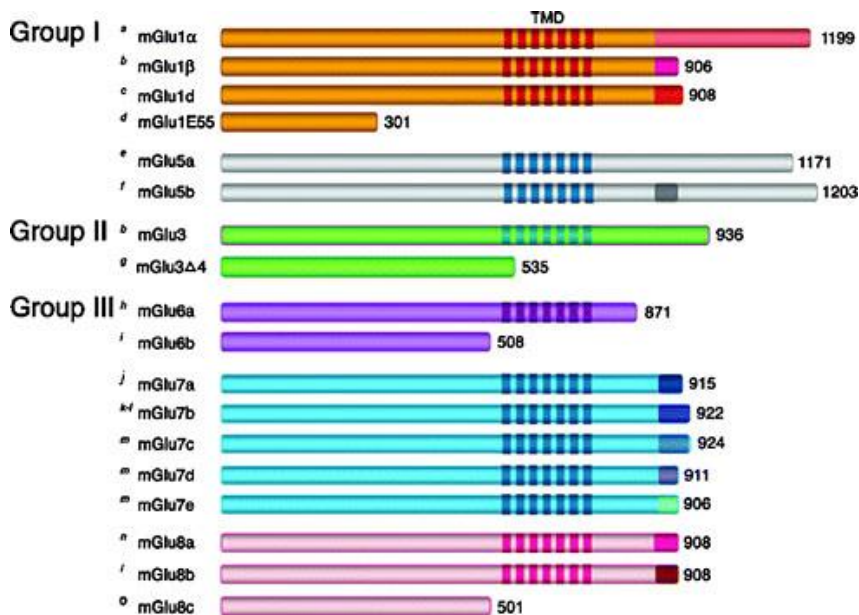 TMD
Group I a mGlu1α 1199
b mGlu1β 906
c mGlu1d 908
d mGlu1E55 301
e mGlu5a 1171
f mGlu5b 1203
Group II b mGlu3 936
g mGlu3Δ4 535
Group III h mGlu6a 871
i mGlu6b 508
j mGlu7a 915
k-l mGlu7b 922
m mGlu7c 924
m mGlu7d 911
m mGlu7e 906
n mGlu8a 908
l mGlu8b 908
o mGlu8c 501